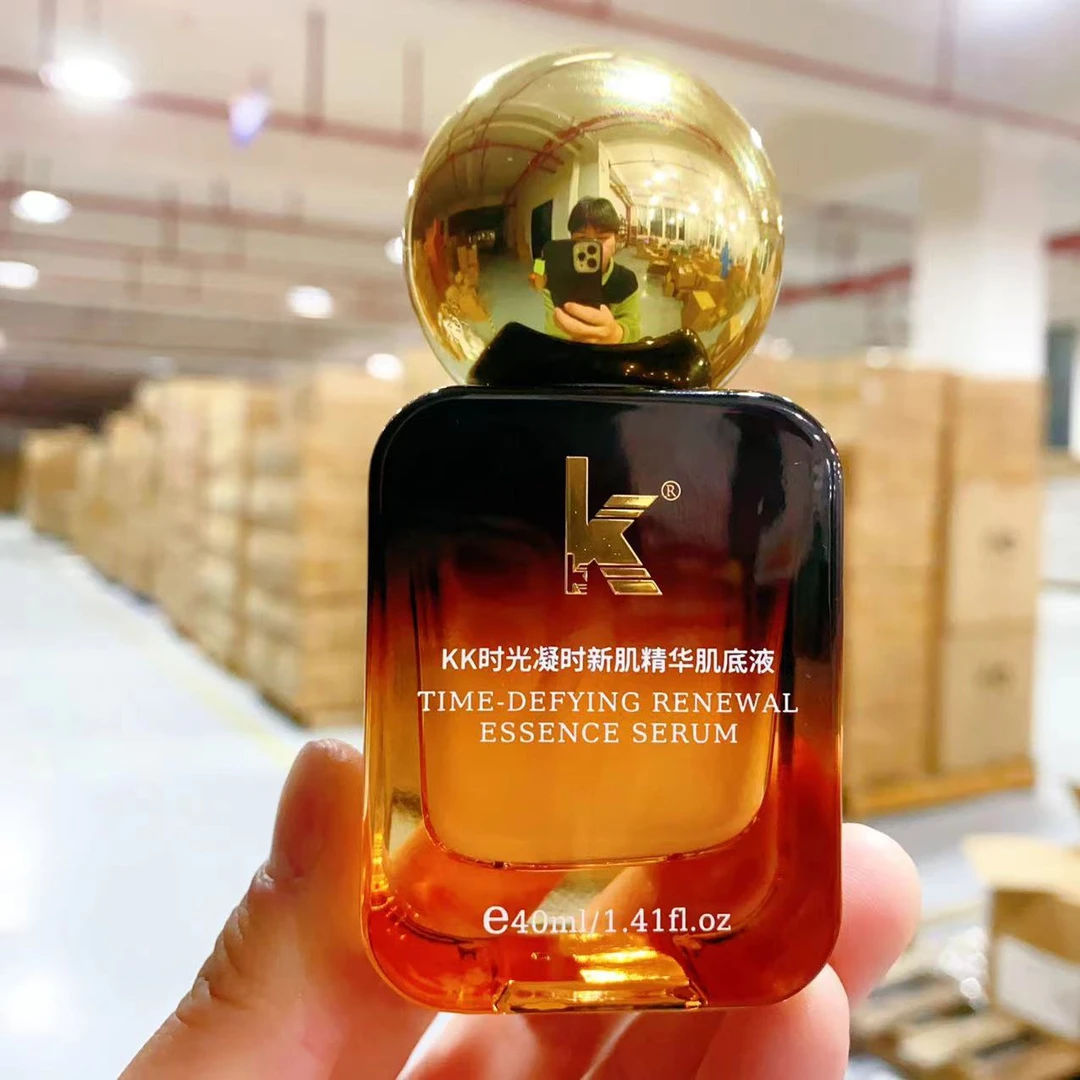 K®
KK时光凝时新肌精华肌底液
TIME-DEFYING RENEWAL
ESSENCE SERUM
e40ml/1.41fl.oz